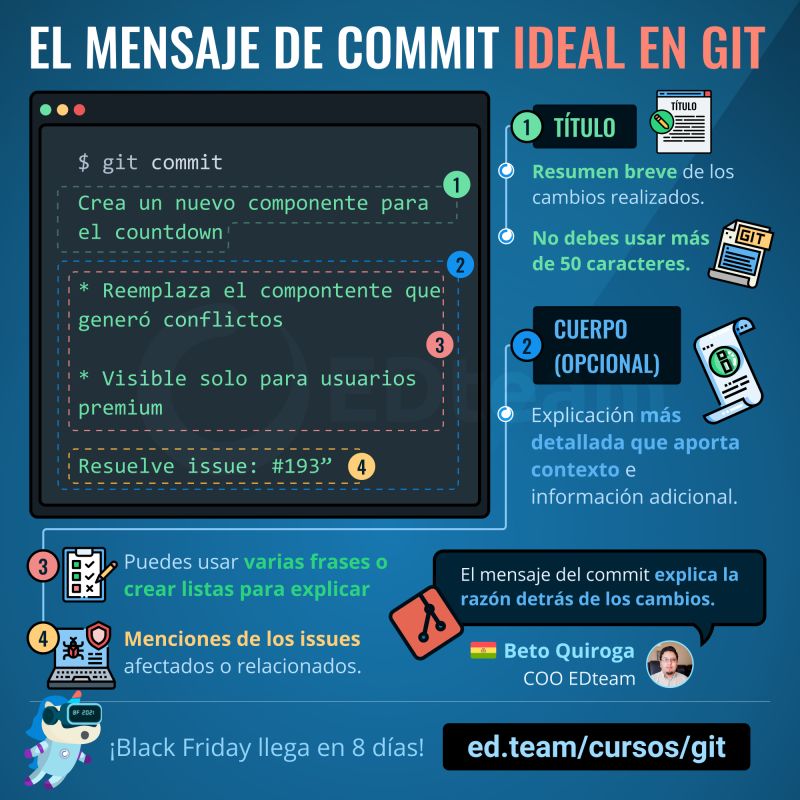 EL MENSAJE DE COMMIT IDEAL EN GIT
$ git commit
1
Crea un nuevo componente para
el countdown
2
* Reemplaza el compontente que
generó conflictos
3
* Visible solo para usuarios
premium
Resuelve issue: #193”
4
EDteam
1
TÍTULO
TÍTULO
Resumen breve de los
cambios realizados.
No debes usar más
de 50 caracteres.
GIT
2
CUERPO
(OPCIONAL)
Explicación más
detallada que aporta
contexto e
información adicional.
3
Puedes usar varias frases o
crear listas para explicar
4
Menciones de los issues
afectados o relacionados.
El mensaje del commit explica la
razón detrás de los cambios.
Beto Quiroga
COO EDteam
BF 2021
¡Black Friday llega en 8 días!
ed.team/cursos/git